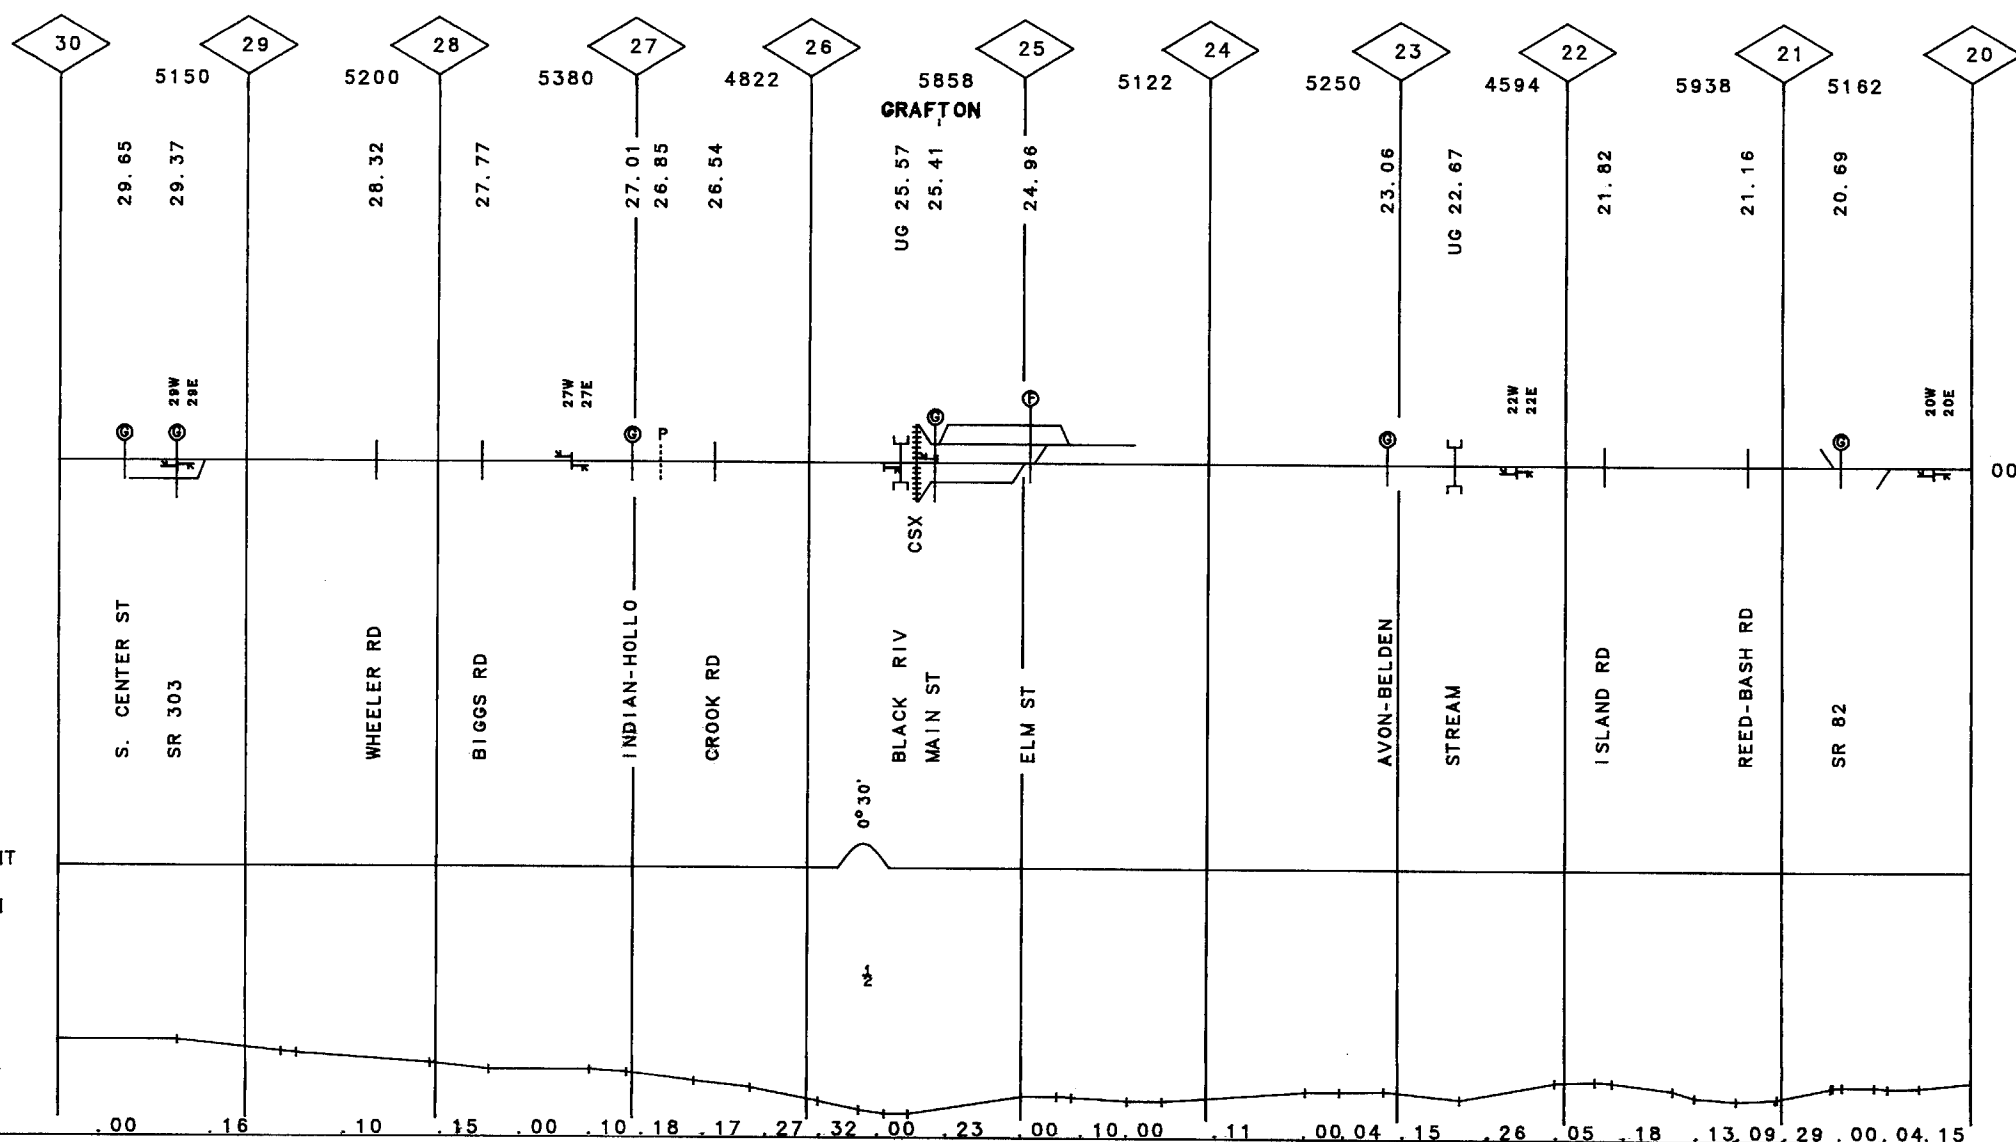 30 29 28 27 26 25 24 23 22 21 20
5150 5200 5380 4822 5858 5122 5250 4594 5938 5162
GRAFTON
29.65
29.37
28.32
27.77
27.01
26.85
26.54
UG 25.57
25.41
24.96
23.06
UG 22.67
21.82
21.16
20.69
29W
29E
27W
27E
22W
22E
20W
20E
G G G P G F G G
00
CSX
S. CENTER ST
SR 303
WHEELER RD
BIGGS RD
INDIAN-HOLLO
CROOK RD
BLACK RIV
MAIN ST
ELM ST
AVON-BELDEN
STREAM
ISLAND RD
REED-BASH RD
SR 82
0°30'
1/2
.00 .16 .10 .15 .00 .10 .18 .17 .27 .32 .00 .23 .00 .10 .00 .11 .00 .04 .15 .26 .05 .18 .13 .09 .29 .00 .04 .15